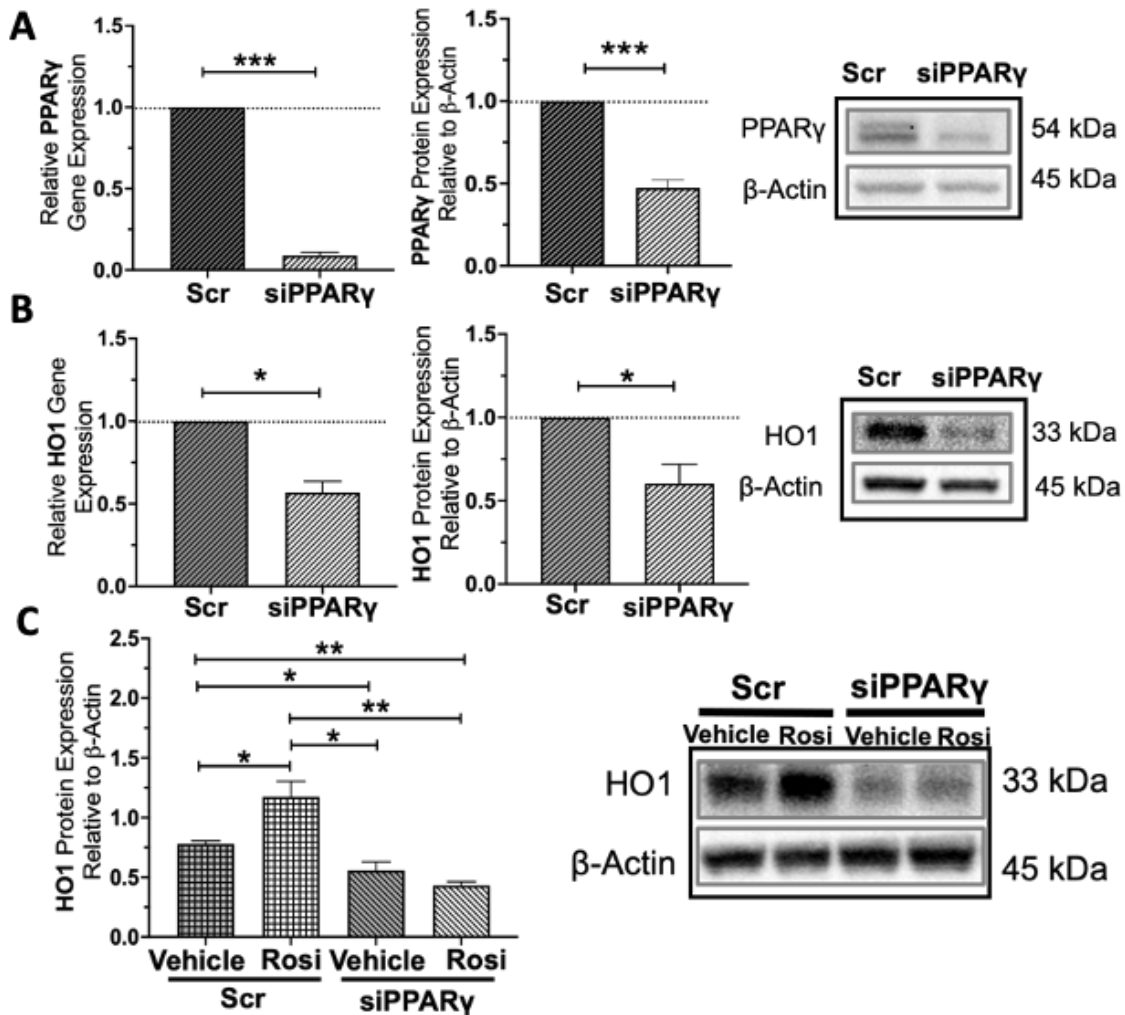 A
Relative PPARγ
Gene Expression
1.5
1.0
0.5
0.0
***
Scr siPPARγ
PPARγ Protein Expression
Relative to β-Actin
1.5
1.0
0.5
0.0
***
Scr siPPARγ
Scr siPPARγ
PPARγ 54 kDa
β-Actin 45 kDa
B
Relative HO1 Gene
Expression
1.5
1.0
0.5
0.0
*
Scr siPPARγ
HO1 Protein Expression
Relative to β-Actin
1.5
1.0
0.5
0.0
*
Scr siPPARγ
Scr siPPARγ
HO1 33 kDa
β-Actin 45 kDa
C
HO1 Protein Expression
Relative to β-Actin
2.5
2.0
1.5
1.0
0.5
0.0
**
*
**
*
*
Vehicle Rosi Vehicle Rosi
Scr siPPARγ
Scr siPPARγ
Vehicle Rosi Vehicle Rosi
HO1 33 kDa
β-Actin 45 kDa